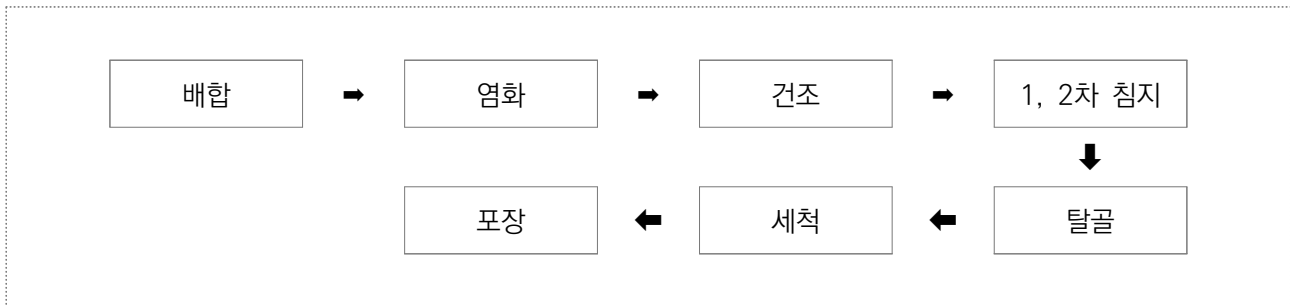 배합 ➡ 염화 ➡ 건조 ➡ 1, 2차 침지
⬇
포장 ⬅ 세척 ⬅ 탈골